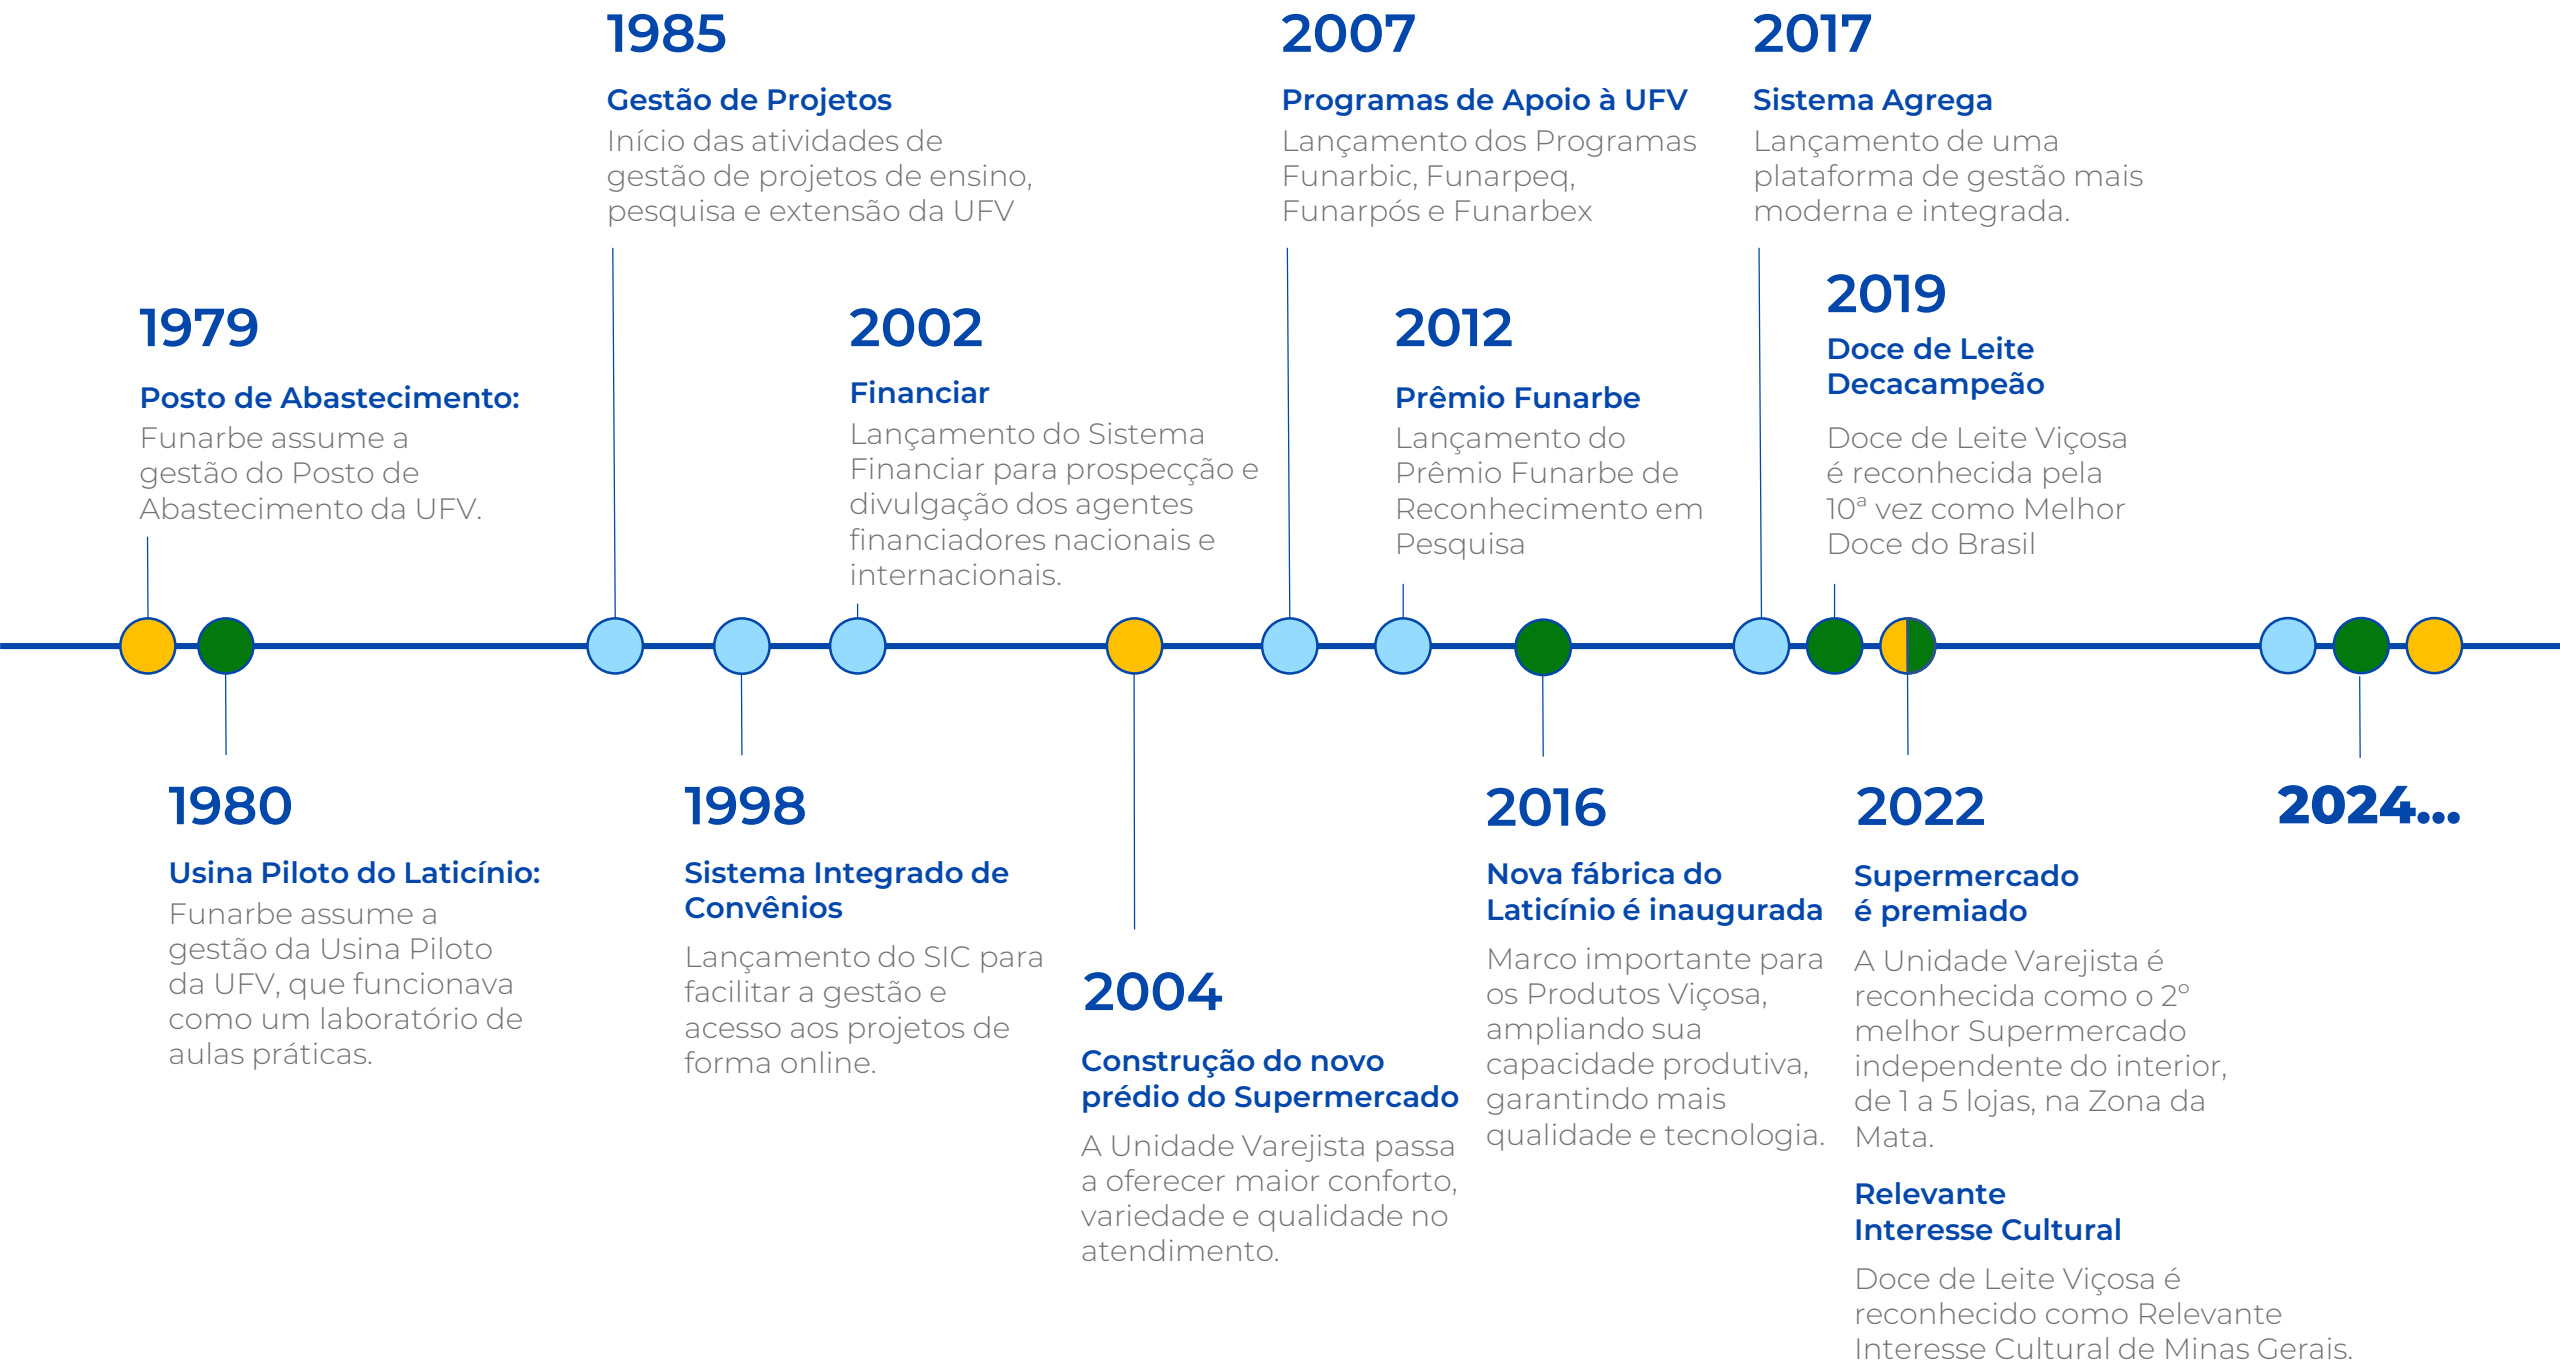 1985
Gestão de Projetos
Início das atividades de
gestão de projetos de ensino,
pesquisa e extensão da UFV
2007
Programas de Apoio à UFV
Lançamento dos Programas
Funarbic, Funarpeq,
Funarpós e Funarbex
2017
Sistema Agrega
Lançamento de uma
plataforma de gestão mais
moderna e integrada.
1979
Posto de Abastecimento:
Funarbe assume a
gestão do Posto de
Abastecimento da UFV.
2002
Financiar
Lançamento do Sistema
Financiar para prospecção e
divulgação dos agentes
financiadores nacionais e
internacionais.
2012
Prêmio Funarbe
Lançamento do
Prêmio Funarbe de
Reconhecimento em
Pesquisa
2019
Doce de Leite
Decacampeão
Doce de Leite Viçosa
é reconhecida pela
10ª vez como Melhor
Doce do Brasil
1980
Usina Piloto do Laticínio:
Funarbe assume a
gestão da Usina Piloto
da UFV, que funcionava
como um laboratório de
aulas práticas.
1998
Sistema Integrado de
Convênios
Lançamento do SIC para
facilitar a gestão e
acesso aos projetos de
forma online.
2004
Construção do novo
prédio do Supermercado
A Unidade Varejista passa
a oferecer maior conforto,
variedade e qualidade no
atendimento.
2016
Nova fábrica do
Laticínio é inaugurada
Marco importante para
os Produtos Viçosa,
ampliando sua
capacidade produtiva,
garantindo mais
qualidade e tecnologia.
2022
Supermercado
é premiado
A Unidade Varejista é
reconhecida como o 2º
melhor Supermercado
independente do interior,
de 1 a 5 lojas, na Zona da
Mata.
Relevante
Interesse Cultural
Doce de Leite Viçosa é
reconhecido como Relevante
Interesse Cultural de Minas Gerais.
2024...